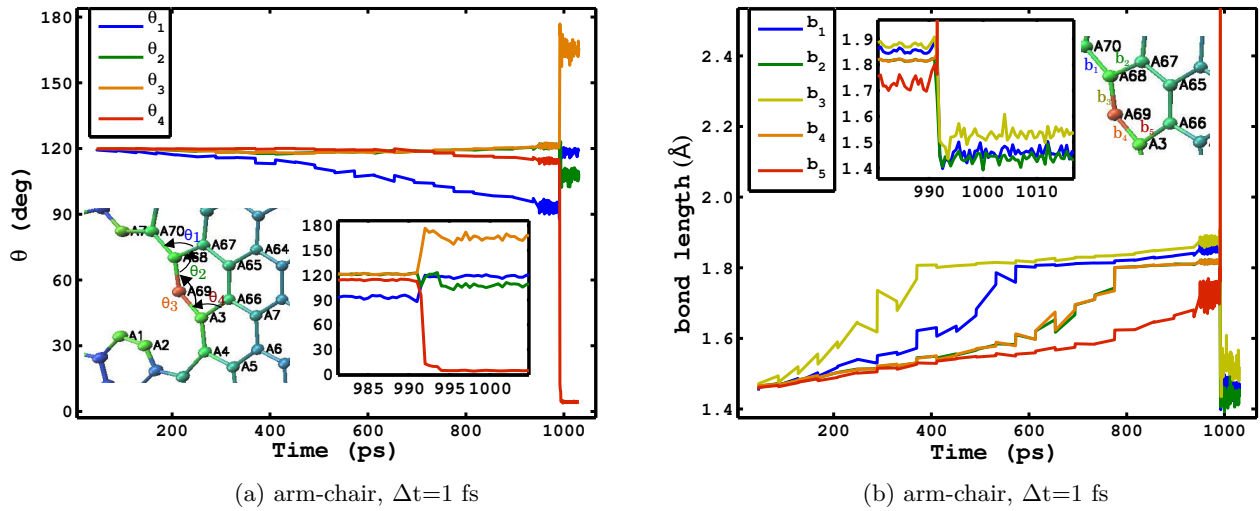 180
150
120
90
60
30
0
θ (deg)
θ1
θ2
θ3
θ4
A70
A68
A67
A64
A65
A69
A66
A3
A7
A1
A2
A4
A5
A6
θ1
θ2
θ3
θ4
180
150
120
90
60
30
0
985 990 995 1000
200 400 600 800 1000
Time (ps)
(a) arm-chair, Δt=1 fs
2.4
2.2
2.0
1.8
1.6
1.4
bond length(Å)
b1
b2
b3
b4
b5
1.9
1.8
1.7
1.6
1.5
1.4
990 1000 1010
A70
A67
A68
A65
A69
A66
A3
b1
b2
b3
b4
b5
200 400 600 800 1000
Time (ps)
(b) arm-chair, Δt=1 fs